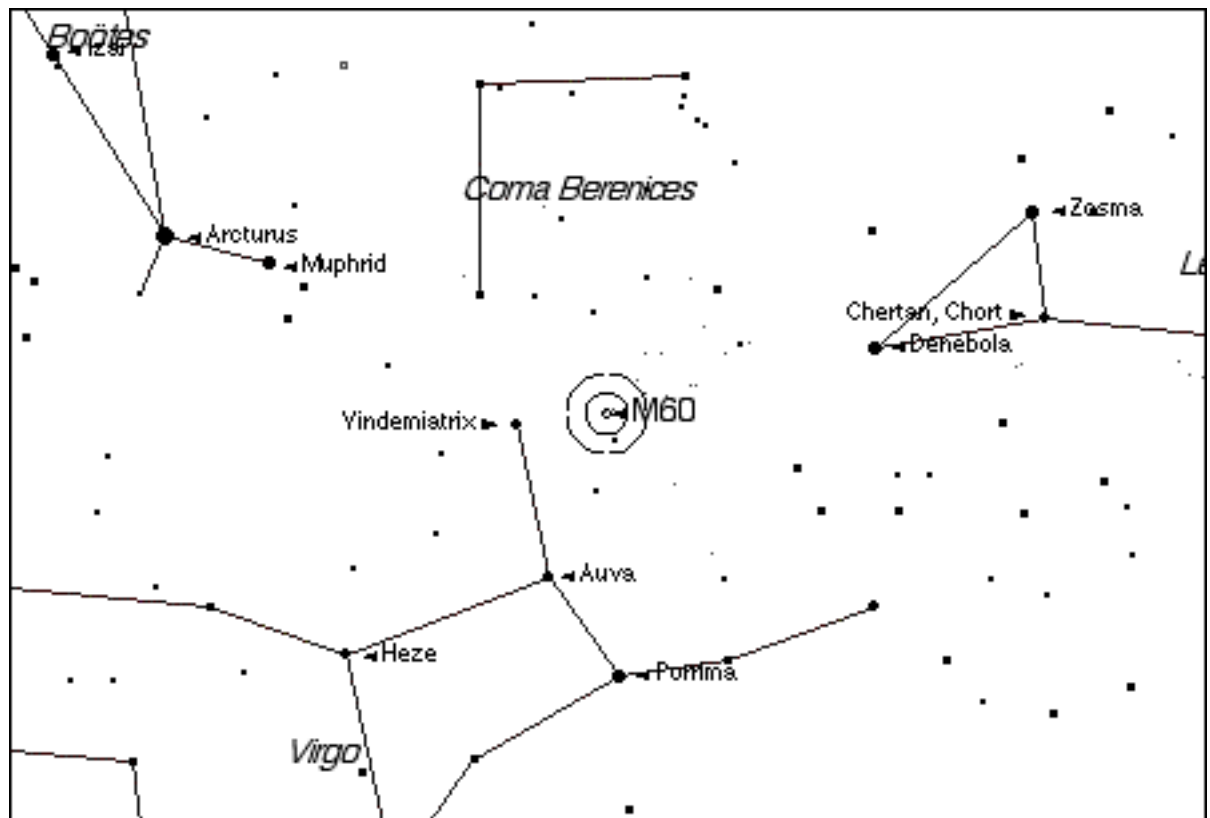 Boötes
Izar
Coma Berenices
Zosma
Arcturus
Muphrid
Le
Chertan, Chort
Denebola
M60
Vindemiatrix
Auva
Heze
Porrima
Virgo